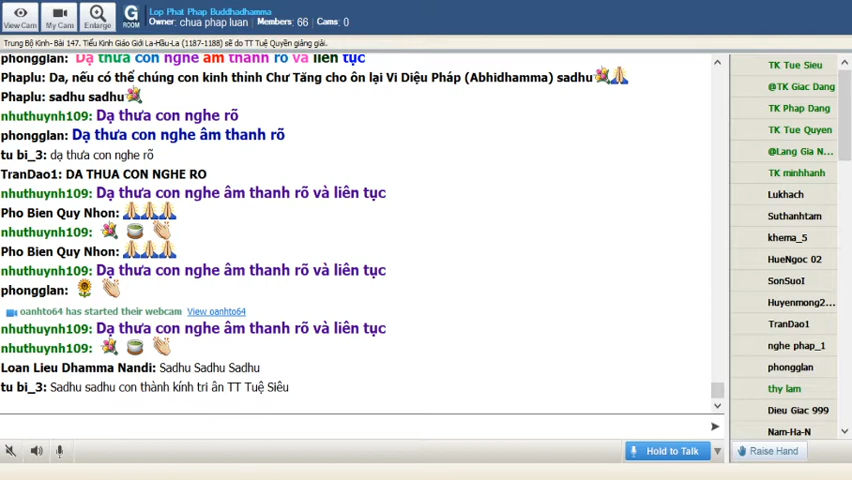 Lop Phat Phap Buddhadhamma
Owner: chua phap luan Members: 66 Cams: 0
View Cam
My Cam
Enlarge
G
ROOM
Trung Bộ Kinh- Bài 147. Tiểu Kinh Giáo Giới La-Hầu-La (1187-1188) sẽ do TT Tuệ Quyền giảng giải.
phongglan: Dạ thưa con nghe âm thanh rõ và liên tục
Phaplu: Da, nếu có thể chúng con kinh thỉnh Chư Tăng cho ôn lại Vi Diệu Pháp (Abhidhamma) sadhu
Phaplu: sadhu sadhu
nhuthuynh109: Dạ thưa con nghe rõ
phongglan: Dạ thưa con nghe âm thanh rõ
tu bi_3: dạ thưa con nghe rõ
TranDao1: DA THUA CON NGHE RO
nhuthuynh109: Dạ thưa con nghe âm thanh rõ và liên tục
Pho Bien Quy Nhon:
nhuthuynh109:
Pho Bien Quy Nhon:
nhuthuynh109: Dạ thưa con nghe âm thanh rõ và liên tục
phongglan:
oanhto64 has started their webcam View oanhto64
nhuthuynh109: Dạ thưa con nghe âm thanh rõ và liên tục
nhuthuynh109:
Loan Lieu Dhamma Nandi: Sadhu Sadhu Sadhu
tu bi_3: Sadhu sadhu con thành kính tri ân TT Tuệ Siêu
TK Tue Sieu
@TK Giac Dang
TK Phap Dang
TK Tue Quyen
@Lang Gia N...
TK minhhanh
Lukhach
Suthanhtam
khema_5
HueNgoc 02
SonSuoI
Huyenmong2...
TranDao1
nghe phap_1
phongglan
thy lam
Dieu Giac 999
Nam-Ha-N
Hold to Talk
Raise Hand